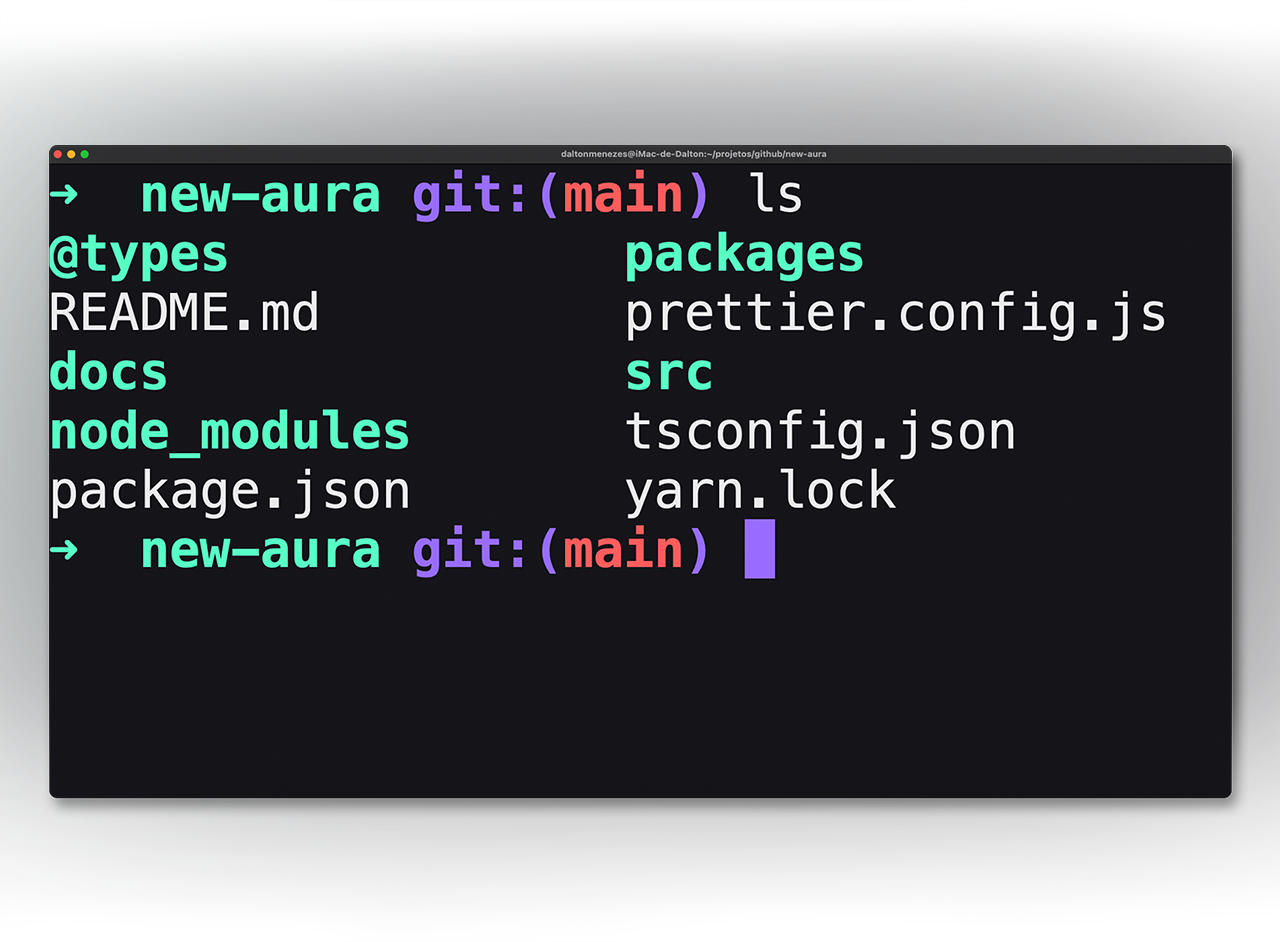 daltonmenezes@iMac-de-Dalton:~/projetos/github/new-aura
→ new-aura git:(main) ls
@types packages
README.md prettier.config.js
docs src
node_modules tsconfig.json
package.json yarn.lock
→ new-aura git:(main)